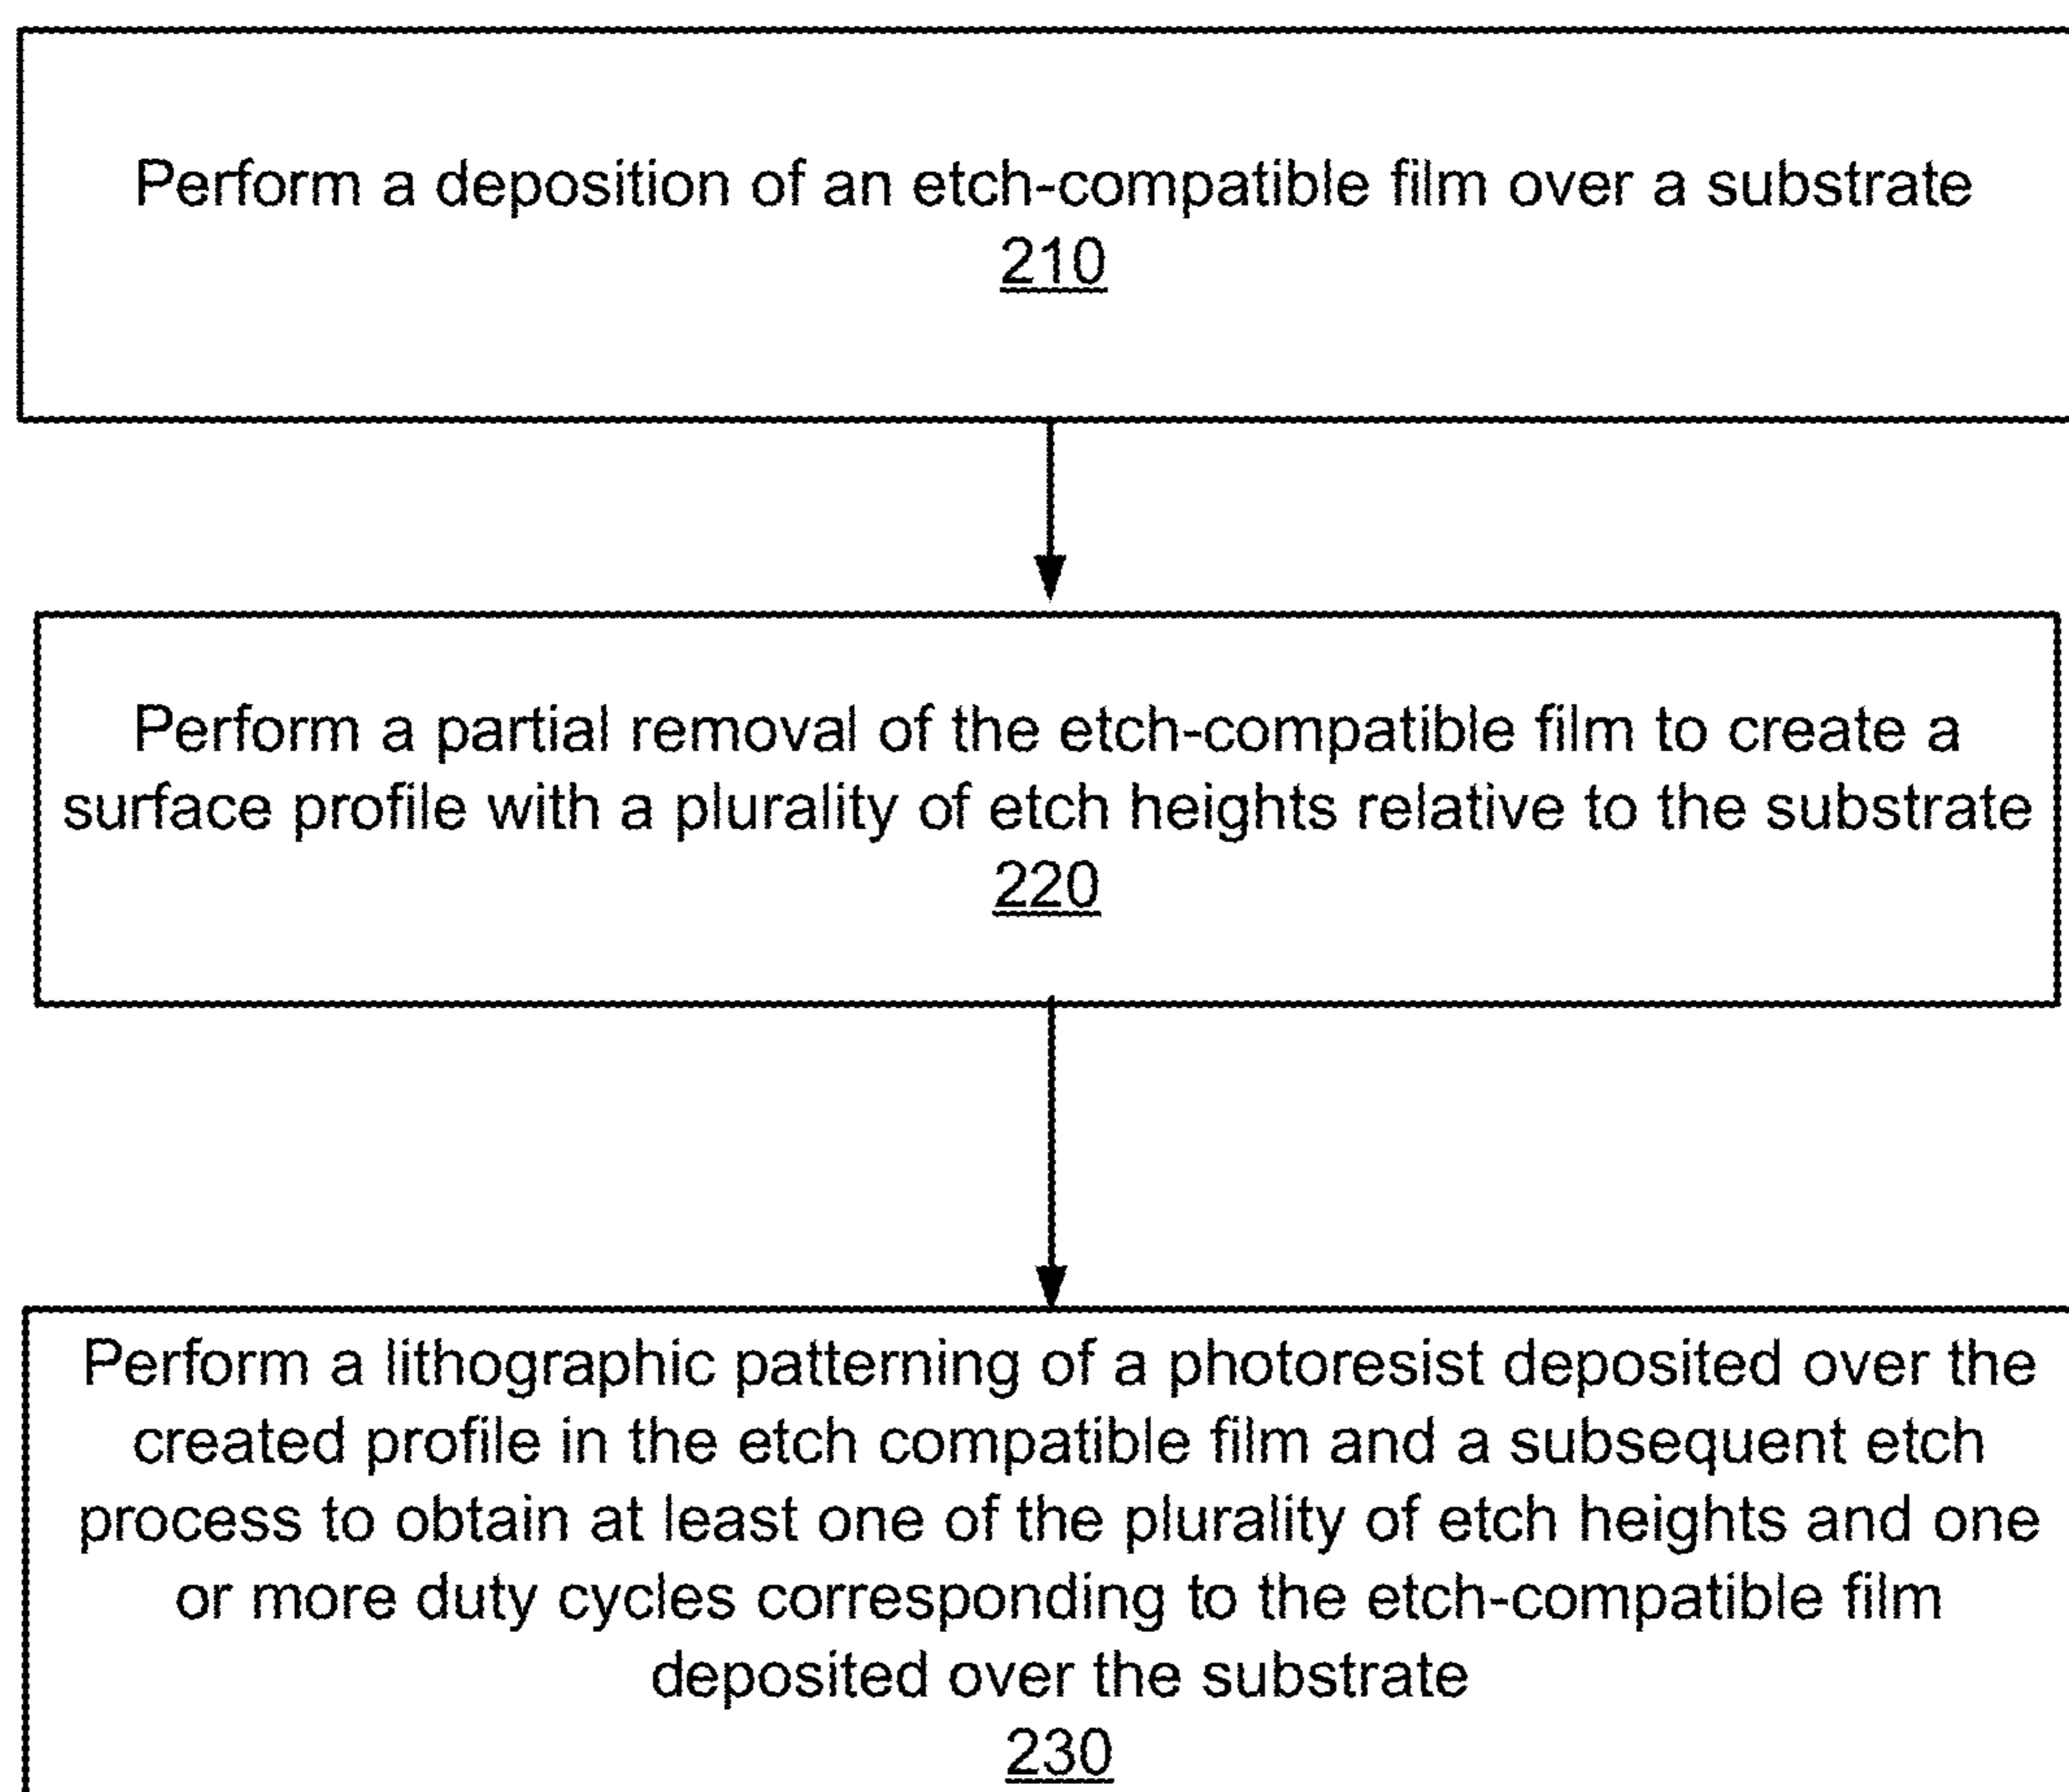 Perform a deposition of an etch-compatible film over a substrate
210
Perform a partial removal of the etch-compatible film to create a
surface profile with a plurality of etch heights relative to the substrate
220
Perform a lithographic patterning of a photoresist deposited over the
created profile in the etch compatible film and a subsequent etch
process to obtain at least one of the plurality of etch heights and one
or more duty cycles corresponding to the etch-compatible film
deposited over the substrate
230